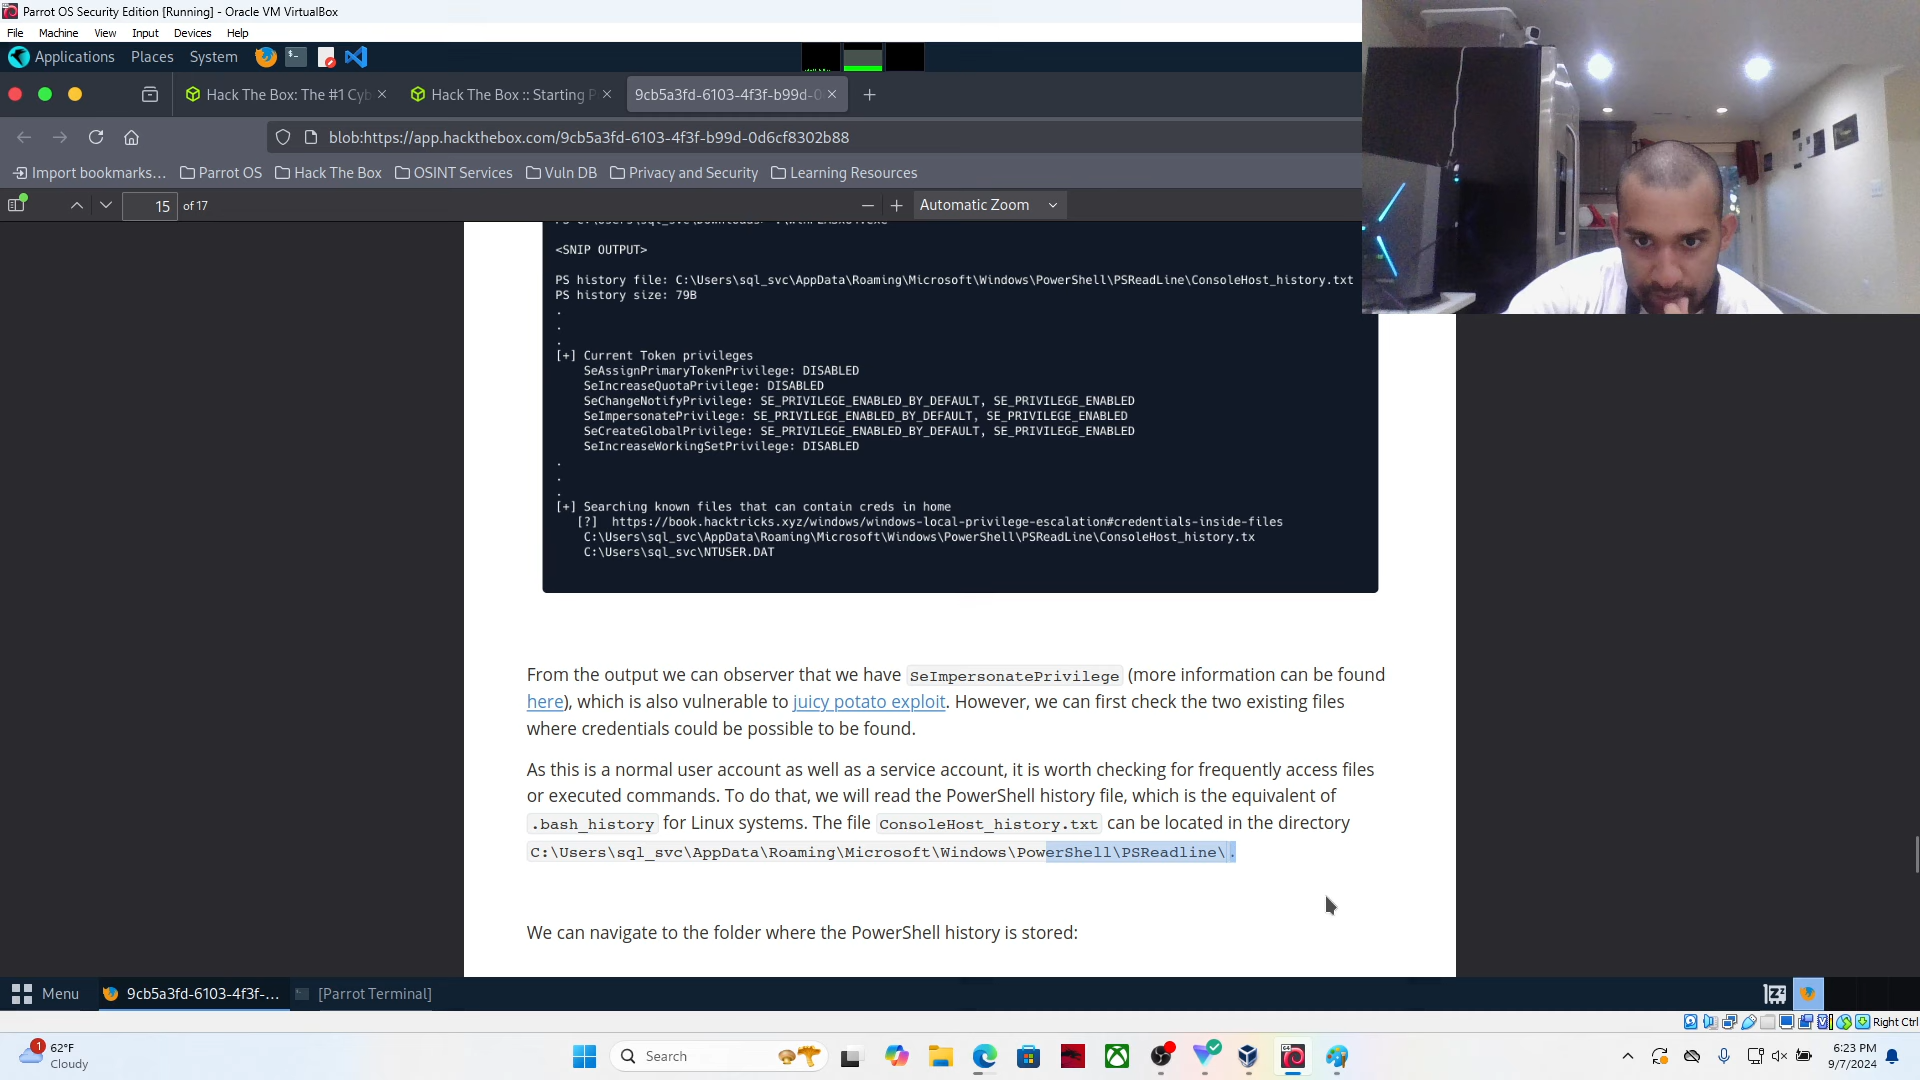 Parrot OS Security Edition [Running] - Oracle VM VirtualBox
File Machine View Input Devices Help
Applications Places System
Hack The Box: The #1 Cyb
Hack The Box :: Starting P
9cb5a3fd-6103-4f3f-b99d-0
blob:https://app.hackthebox.com/9cb5a3fd-6103-4f3f-b99d-0d6cf8302b88
Import bookmarks... Parrot OS Hack The Box OSINT Services Vuln DB Privacy and Security Learning Resources
15 of 17
Automatic Zoom
<SNIP OUTPUT>
PS history file: C:\Users\sql_svc\AppData\Roaming\Microsoft\Windows\PowerShell\PSReadLine\ConsoleHost_history.txt
PS history size: 79B
.
.
.
[+] Current Token privileges
SeAssignPrimaryTokenPrivilege: DISABLED
SeIncreaseQuotaPrivilege: DISABLED
SeChangeNotifyPrivilege: SE_PRIVILEGE_ENABLED_BY_DEFAULT, SE_PRIVILEGE_ENABLED
SeImpersonatePrivilege: SE_PRIVILEGE_ENABLED_BY_DEFAULT, SE_PRIVILEGE_ENABLED
SeCreateGlobalPrivilege: SE_PRIVILEGE_ENABLED_BY_DEFAULT, SE_PRIVILEGE_ENABLED
SeIncreaseWorkingSetPrivilege: DISABLED
.
.
.
[+] Searching known files that can contain creds in home
[?] https://book.hacktricks.xyz/windows/windows-local-privilege-escalation#credentials-inside-files
C:\Users\sql_svc\AppData\Roaming\Microsoft\Windows\PowerShell\PSReadLine\ConsoleHost_history.tx
C:\Users\sql_svc\NTUSER.DAT
From the output we can observer that we have SeImpersonatePrivilege (more information can be found
here), which is also vulnerable to juicy potato exploit. However, we can first check the two existing files
where credentials could be possible to be found.
As this is a normal user account as well as a service account, it is worth checking for frequently access files
or executed commands. To do that, we will read the PowerShell history file, which is the equivalent of
.bash_history for Linux systems. The file ConsoleHost_history.txt can be located in the directory
C:\Users\sql_svc\AppData\Roaming\Microsoft\Windows\PowerShell\PSReadline\ .
We can navigate to the folder where the PowerShell history is stored:
Menu 9cb5a3fd-6103-4f3f-... [Parrot Terminal]
Right Ctrl
1
62°F
Cloudy
Search
6:23 PM
9/7/2024